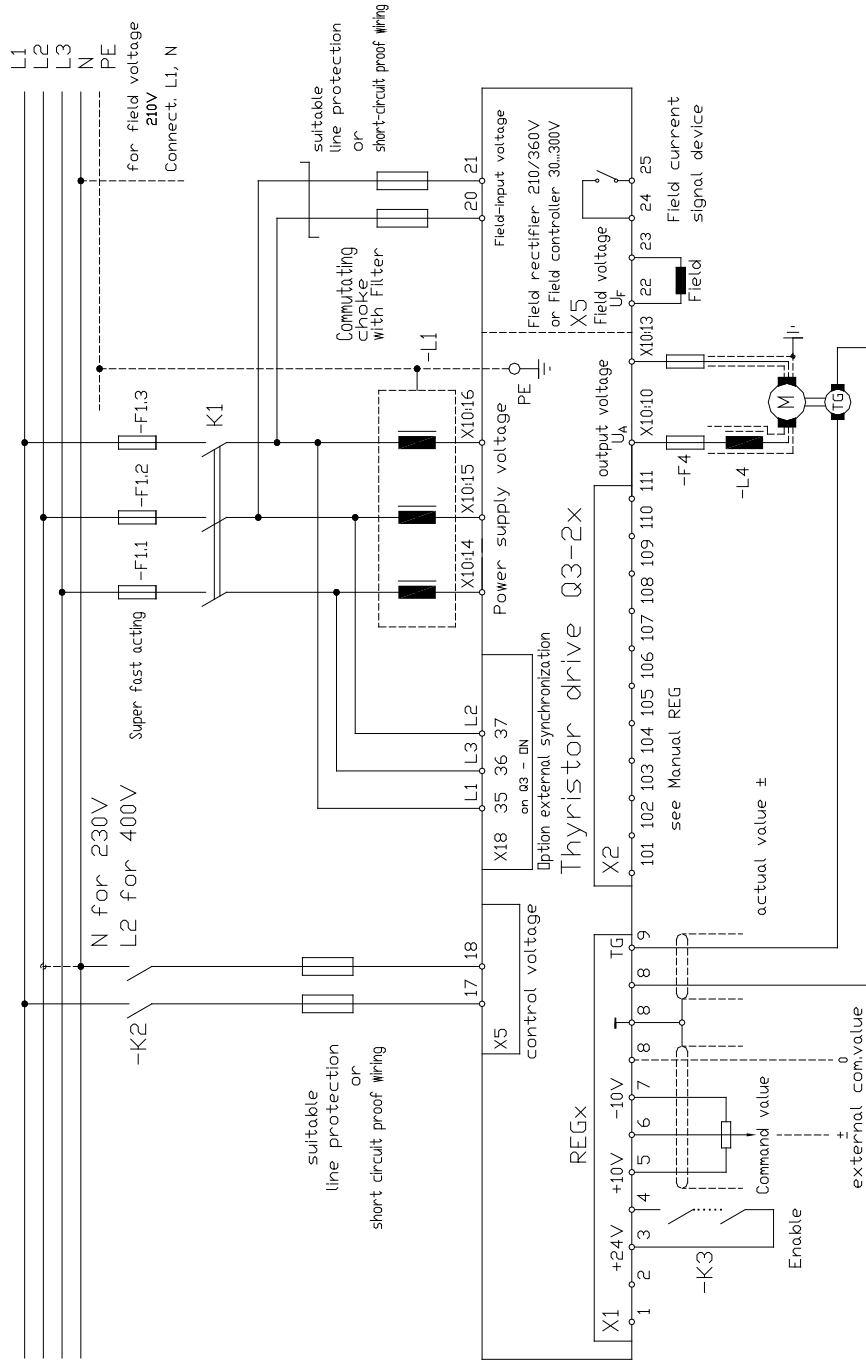 L1
L2
L3
N
PE
for field voltage
210V
Connect. L1, N
N for 230V
L2 for 400V
-K2
suitable
line protection
or
short circuit proof wiring
Super fast acting
-F1.1
-F1.2
-F1.3
K1
suitable
line protection
or
short-circuit proof wiring
Commutating
choke
with Filter
-L1
17
18
X5
control voltage
L1
L3
L2
X18
35
36
37
on Q3 - ON
Option external synchronization
X10:14
X10:15
X10:16
Power supply voltage
PE
20
21
Field-input voltage
Field rectifier 210/360V
or Field controller 30...300V
Thyristor drive Q3-2x
X5
Field voltage
UF
output voltage
UA
REGx
X1
+24V
+10V
-10V
TG
1
2
3
4
5
6
7
8
8
8
9
X2
101
102
103
104
105
106
107
108
109
110
111
see Manual REG
X10:10
X10:13
22
23
24
25
Field
Field current
signal device
-F4
-L4
M
TG
-K3
Enable
Command value
±
0
external com.value
actual value ±